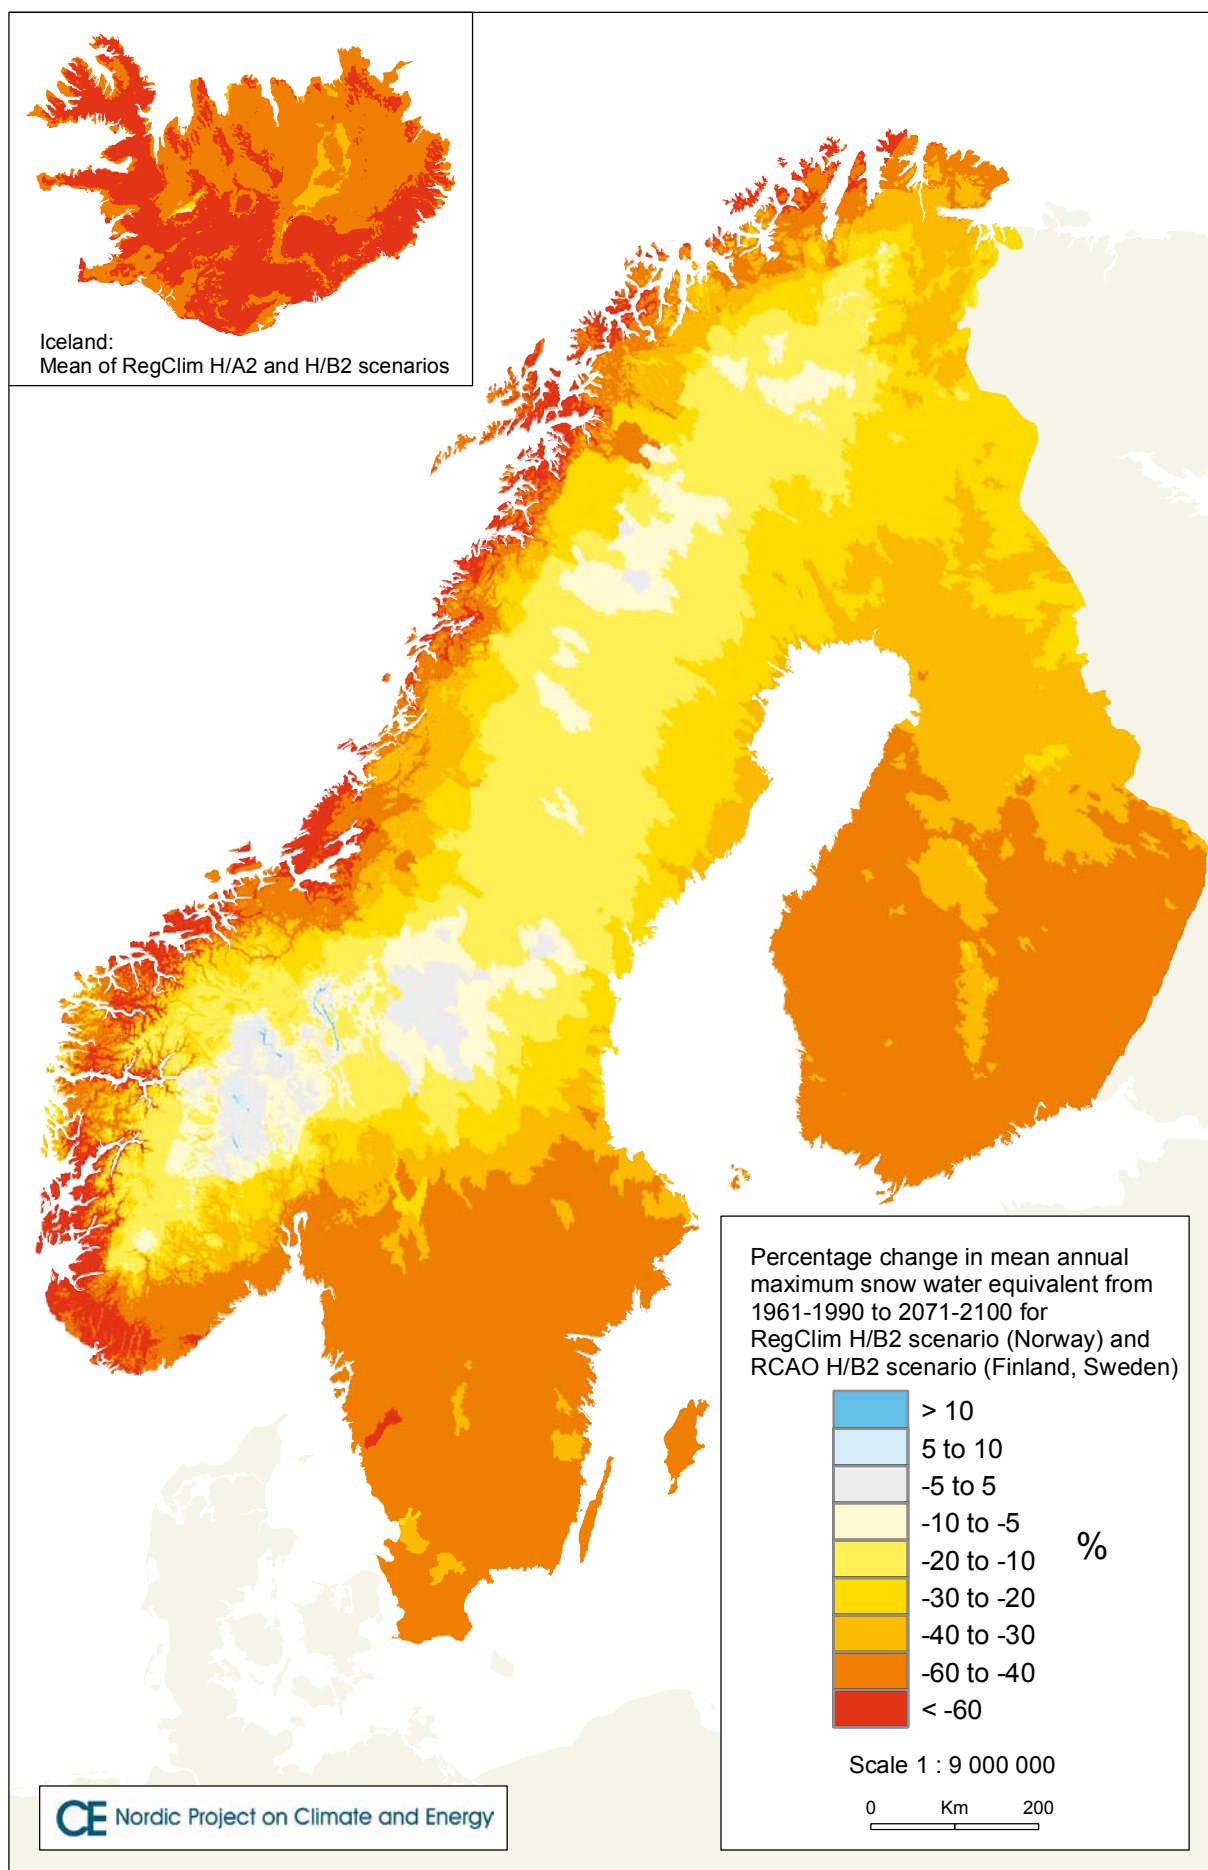 Iceland:
Mean of RegClim H/A2 and H/B2 scenarios
Percentage change in mean annual
maximum snow water equivalent from
1961-1990 to 2071-2100 for
RegClim H/B2 scenario (Norway) and
RCAO H/B2 scenario (Finland, Sweden)
> 10
5 to 10
-5 to 5
-10 to -5
-20 to -10
-30 to -20
-40 to -30
-60 to -40
< -60
%
Scale 1 : 9 000 000
0 Km 200
CE Nordic Project on Climate and Energy